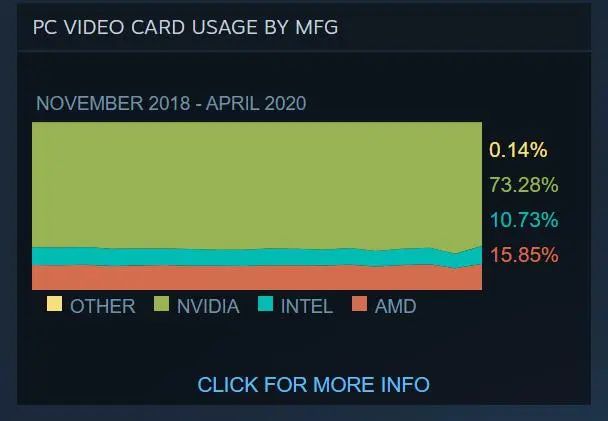 PC VIDEO CARD USAGE BY MFG
NOVEMBER 2018 - APRIL 2020
0.14%
73.28%
10.73%
15.85%
OTHER NVIDIA INTEL AMD
CLICK FOR MORE INFO